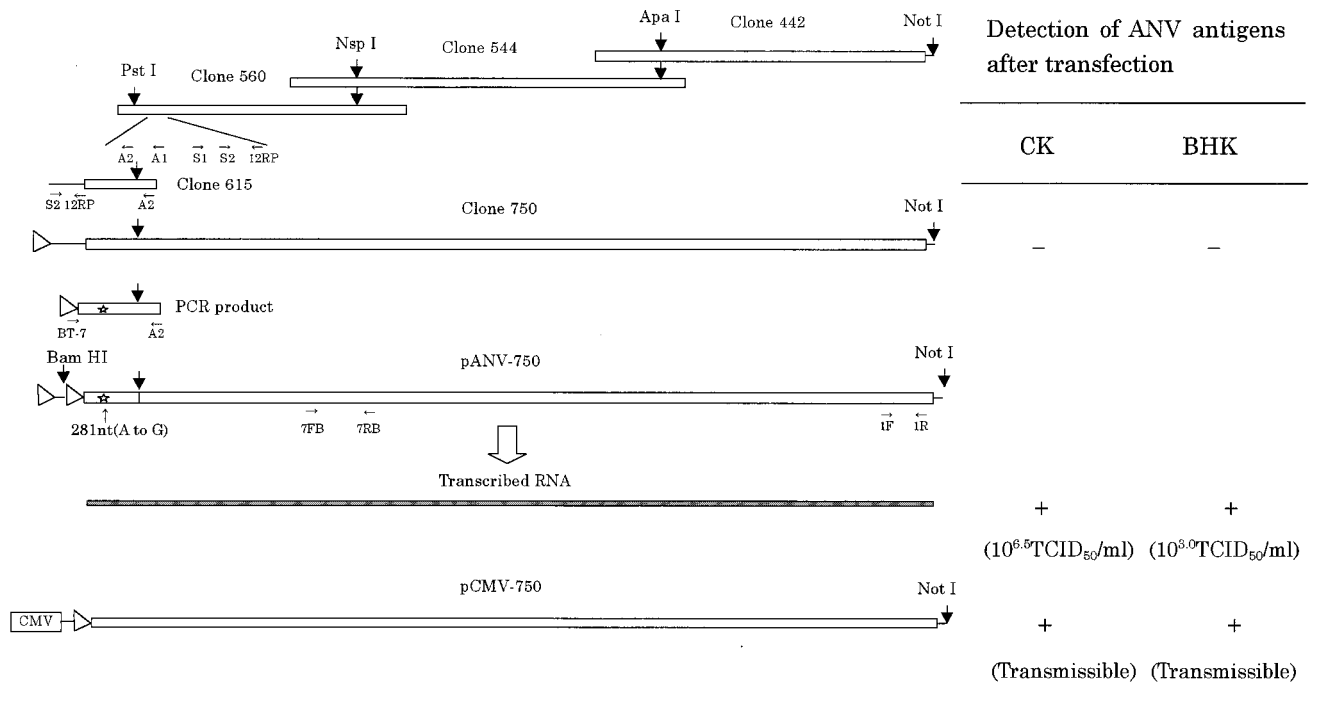 Apa I
Clone 442
Not I
Detection of ANV antigens
after transfection
Nsp I
Clone 544
Pst I
Clone 560
CK
BHK
A2
A1
S1
S2
12RP
Clone 615
S2
12RP
A2
Clone 750
Not I
–
–
PCR product
BT-7
A2
Bam HI
pANV-750
Not I
281nt(A to G)
7FB
7RB
1F
1R
Transcribed RNA
+
+
(10^6.5TCID50/ml)
(10^3.0TCID50/ml)
pCMV-750
Not I
CMV
+
+
(Transmissible)
(Transmissible)